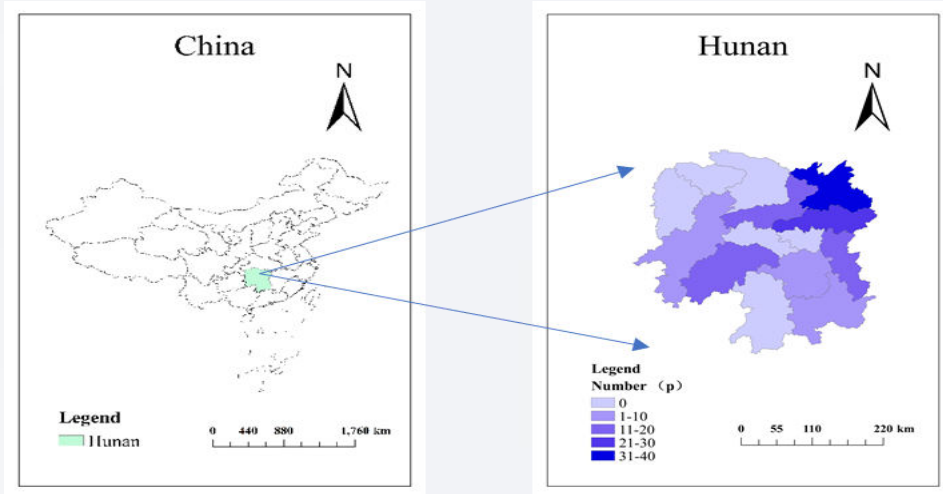 China
N
Legend
Hunan
0 440 880 1,760 km
Hunan
N
Legend
Number （p）
0
1-10
11-20
21-30
31-40
0 55 110 220 km